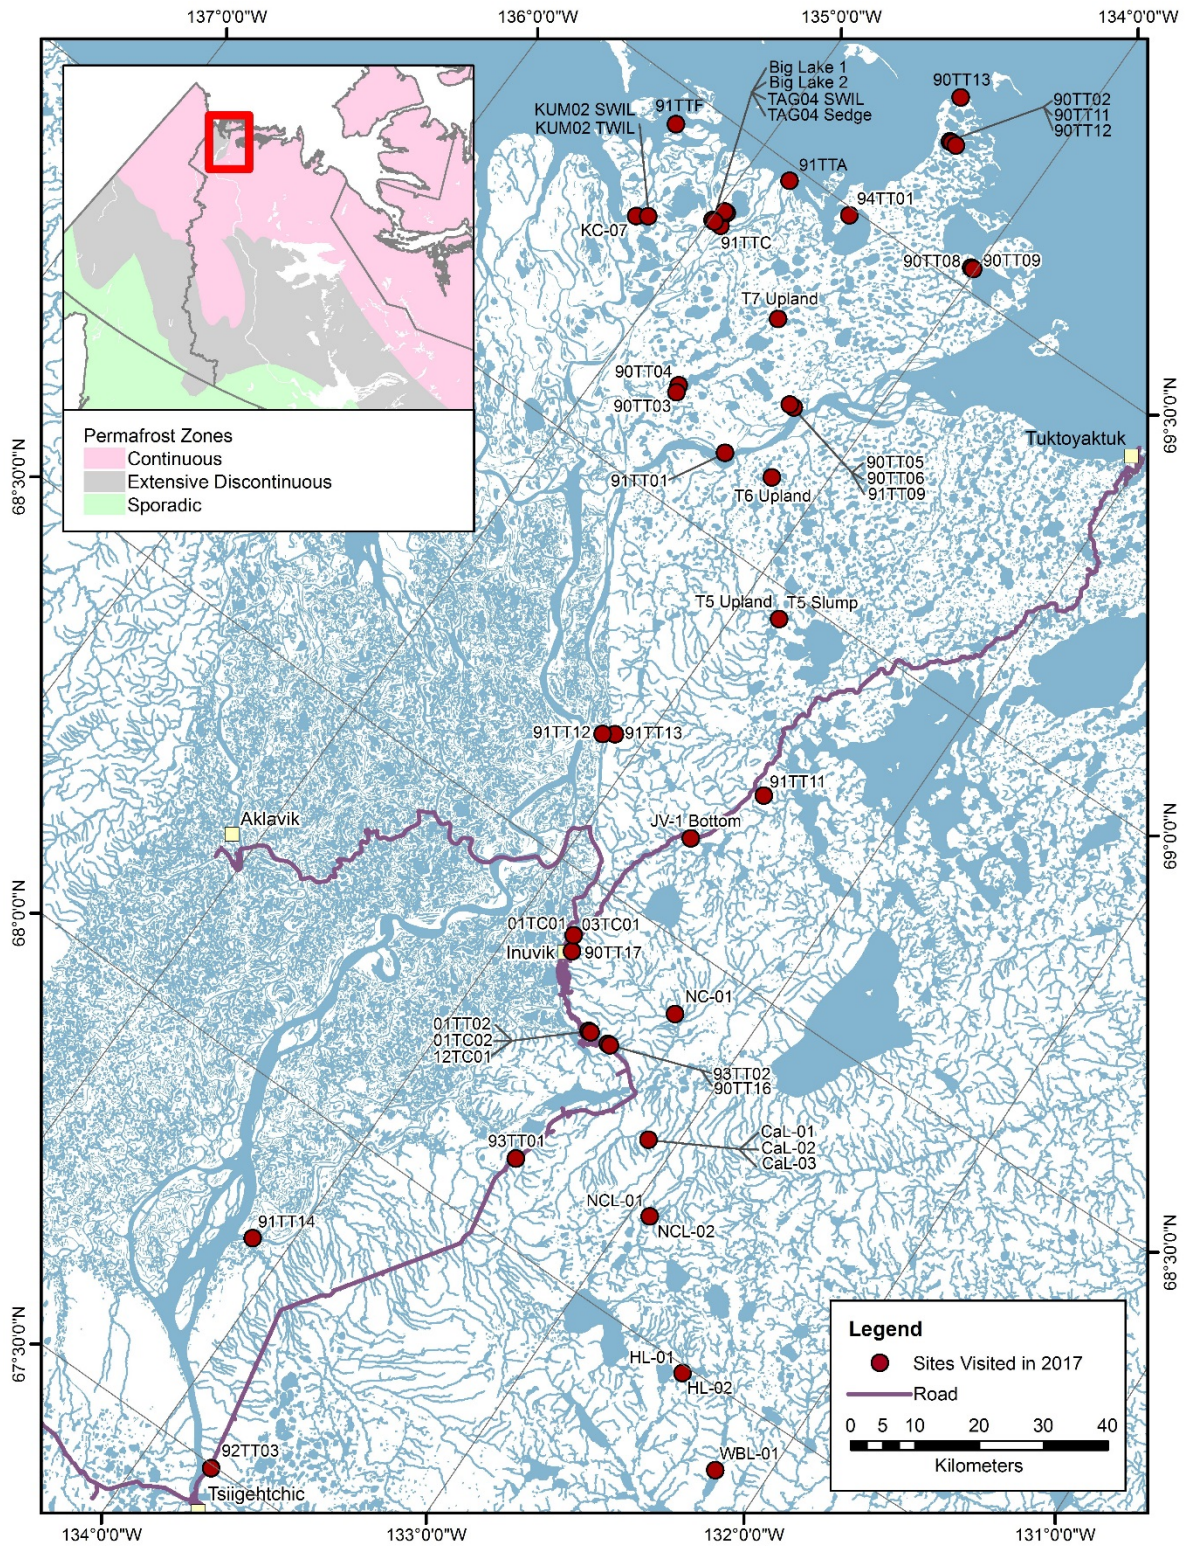 137°0'0"W
136°0'0"W
135°0'0"W
134°0'0"W
Big Lake 1
Big Lake 2
TAG04 SWIL
TAG04 Sedge
KUM02 SWIL
KUM02 TWIL
91TTF
90TT13
90TT02
90TT11
90TT12
91TTA
94TT01
KC-07
91TTC
90TT08
90TT09
T7 Upland
90TT04
90TT03
69°30'0"N
Tuktoyaktuk
Permafrost Zones
Continuous
Extensive Discontinuous
Sporadic
68°30'0"N
91TT01
T6 Upland
90TT05
90TT06
91TT09
T5 Upland
T5 Slump
91TT12
91TT13
91TT11
JV-1 Bottom
Aklavik
69°0'0"N
68°0'0"N
01TC01
03TC01
Inuvik
90TT17
NC-01
01TT02
01TC02
12TC01
93TT02
90TT16
93TT01
CaL-01
CaL-02
CaL-03
NCL-01
NCL-02
91TT14
68°30'0"N
67°30'0"N
HL-01
HL-02
WBL-01
92TT03
Tsiigehtchic
Legend
Sites Visited in 2017
Road
0 5 10 20 30 40
Kilometers
134°0'0"W
133°0'0"W
132°0'0"W
131°0'0"W